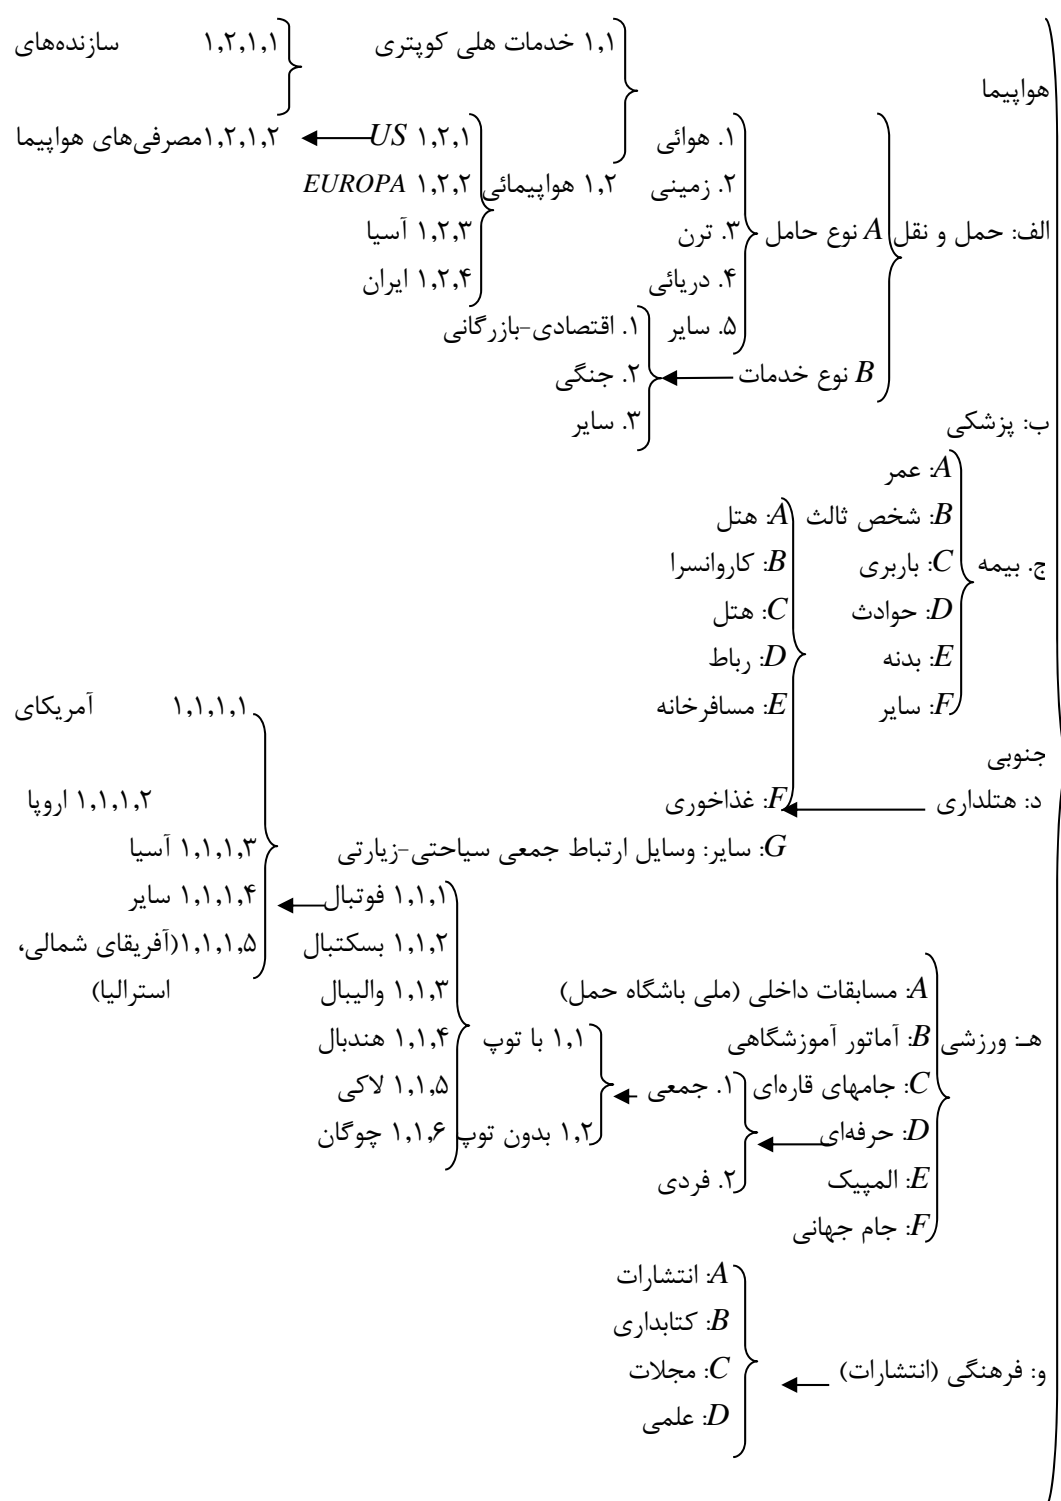 ۱,۱ خدمات هلی کوپتری ۱,۲,۱,۱ سازنده‌های
هواپیما
۱. هوائی ۱,۲,۱ US ۱,۲,۱,۲مصرفی‌های هواپیما
۲. زمینی ۱,۲ هواپیمائی ۱,۲,۲ EUROPA
الف: حمل و نقل A نوع حامل ۳. ترن ۱,۲,۳ آسیا
۴. دریائی ۱,۲,۴ ایران
۵. سایر ۱. اقتصادی-بازرگانی
B نوع خدمات ۲. جنگی
ب: پزشکی ۳. سایر
A: عمر
B: شخص ثالث A: هتل
ج. بیمه C: باربری B: کاروانسرا
D: حوادث C: هتل
E: بدنه D: رباط
F: سایر E: مسافرخانه ۱,۱,۱,۱ آمریکای
جنوبی
د: هتلداری F: غذاخوری ۱,۱,۱,۲ اروپا
G: سایر: وسایل ارتباط جمعی سیاحتی-زیارتی ۱,۱,۱,۳ آسیا
۱,۱,۱ فوتبال ۱,۱,۱,۴ سایر
۱,۱,۲ بسکتبال ۱,۱,۱,۵(آفریقای شمالی،
A: مسابقات داخلی (ملی باشگاه حمل) ۱,۱,۳ والیبال استرالیا)
هـ: ورزشی B: آماتور آموزشگاهی ۱,۱ با توپ ۱,۱,۴ هندبال
C: جامهای قاره‌ای ۱. جمعی ۱,۱,۵ لاکی
D: حرفه‌ای ۱,۲ بدون توپ ۱,۱,۶ چوگان
E: المپیک ۲. فردی
F: جام جهانی
A: انتشارات
B: کتابداری
و: فرهنگی (انتشارات) C: مجلات
D: علمی